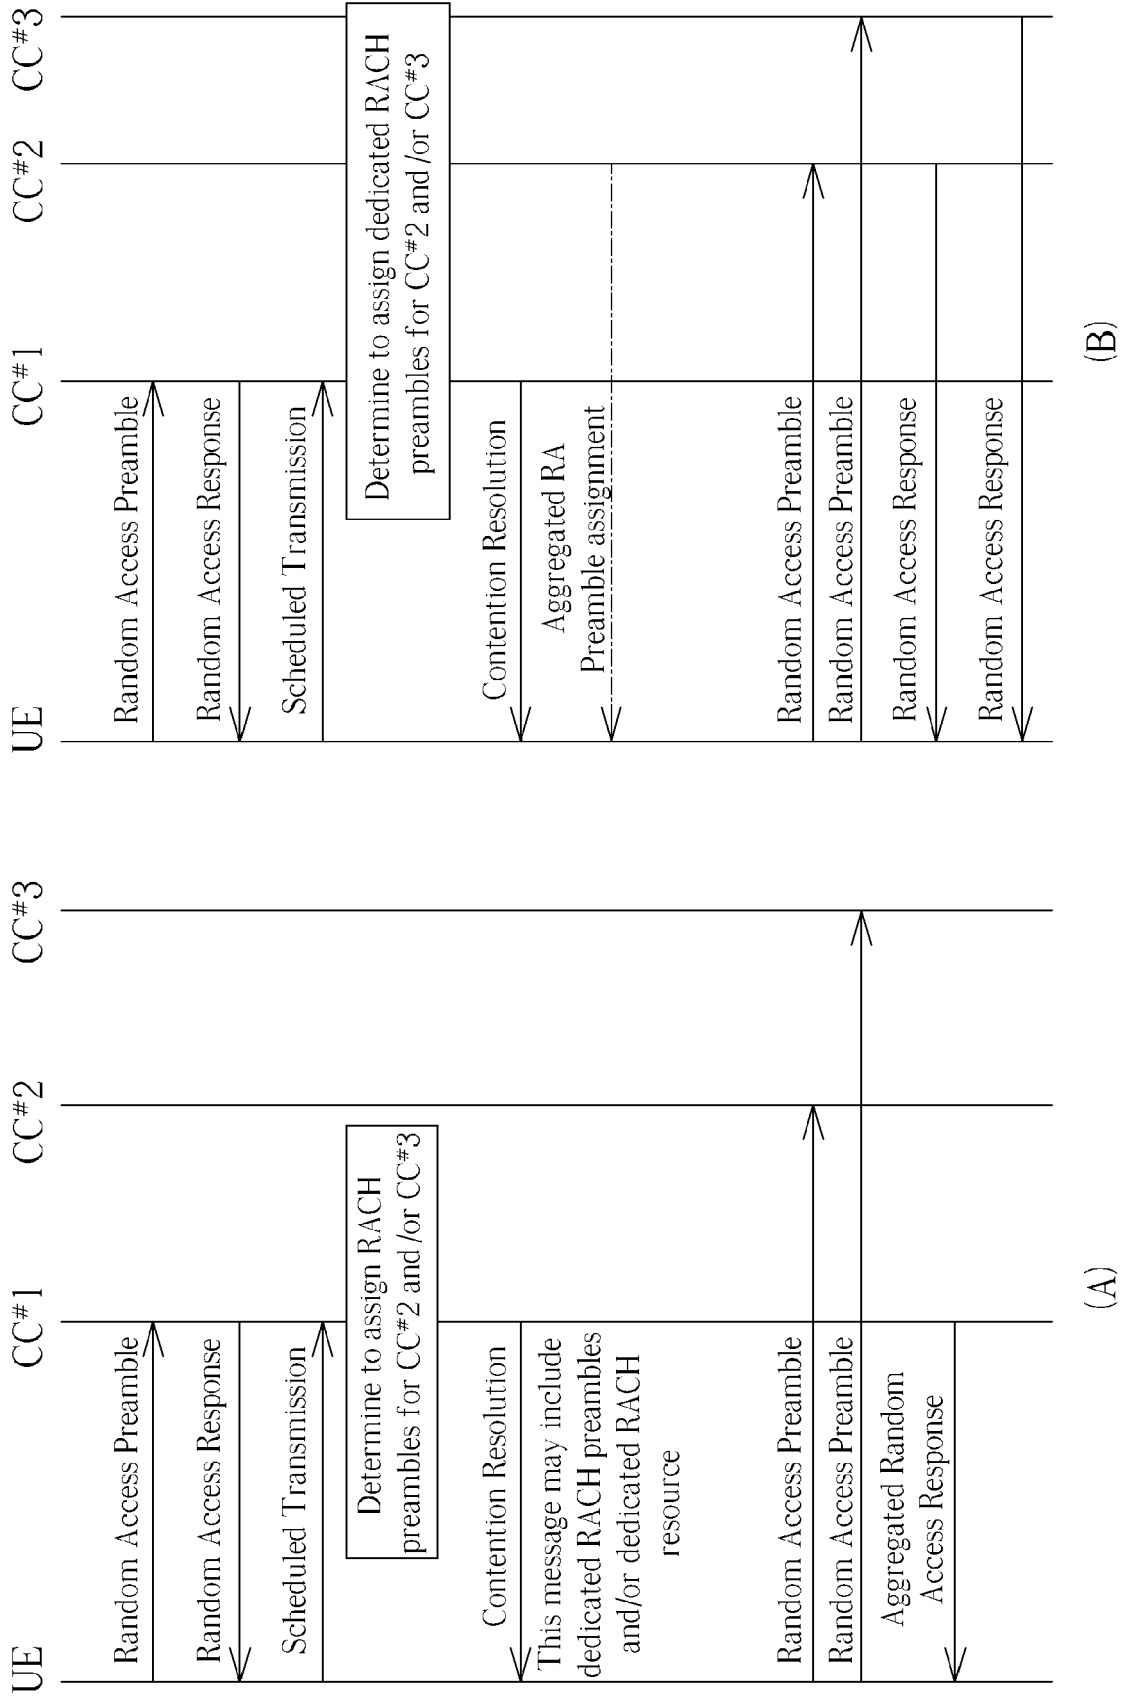 UE CC#1 CC#2 CC#3
Random Access Preamble
Random Access Response
Scheduled Transmission
Determine to assign RACH
preambles for CC#2 and/or CC#3
Contention Resolution
This message may include
dedicated RACH preambles
and/or dedicated RACH
resource
Random Access Preamble
Random Access Preamble
Aggregated Random
Access Response
(A)
UE CC#1 CC#2 CC#3
Random Access Preamble
Random Access Response
Scheduled Transmission
Determine to assign dedicated RACH
preambles for CC#2 and/or CC#3
Contention Resolution
Aggregated RA
Preamble assignment
Random Access Preamble
Random Access Preamble
Random Access Response
Random Access Response
(B)